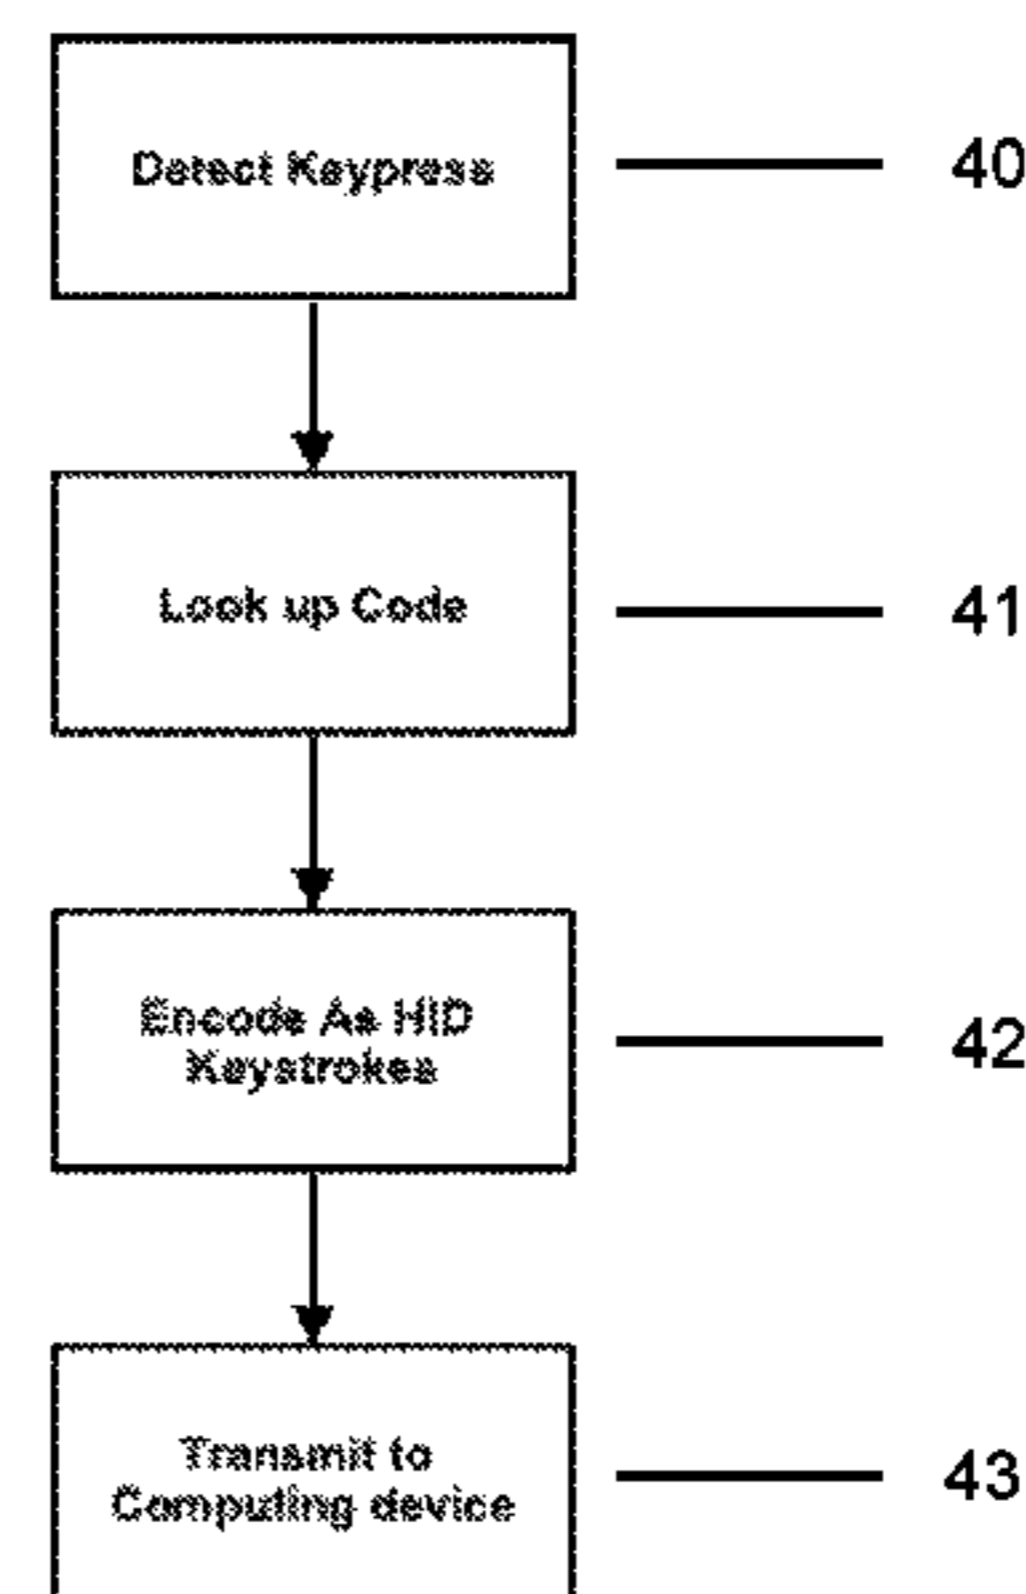 Detect Keypress
40
Look up Code
41
Encode As HID
Keystrokes
42
Transmit to
Computing device
43